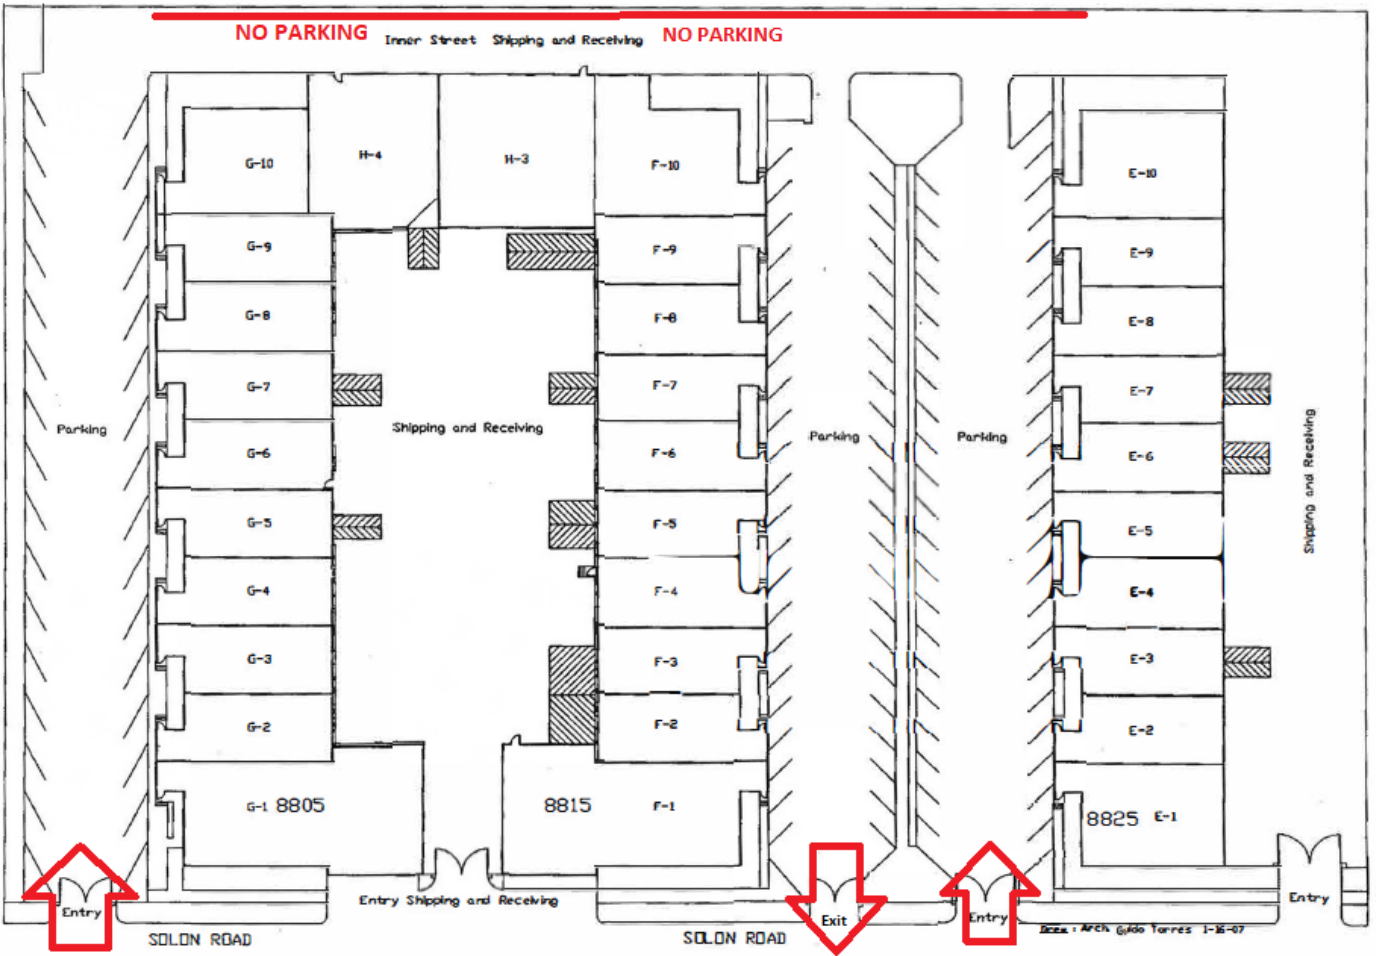 NO PARKING Inner Street Shipping and Receiving NO PARKING
G-10 H-4 H-3 F-10 E-10
G-9 F-9 E-9
G-8 F-8 E-8
G-7 F-7 E-7
Parking Shipping and Receiving Parking Parking Shipping and Receiving
G-6 F-6 E-6
G-5 F-5 E-5
G-4 F-4 E-4
G-3 F-3 E-3
G-2 F-2 E-2
G-1 8805 8815 F-1 8825 E-1
Entry Entry Shipping and Receiving Exit Entry Entry
SOLON ROAD SOLON ROAD Arch Guido Torres 1-16-07